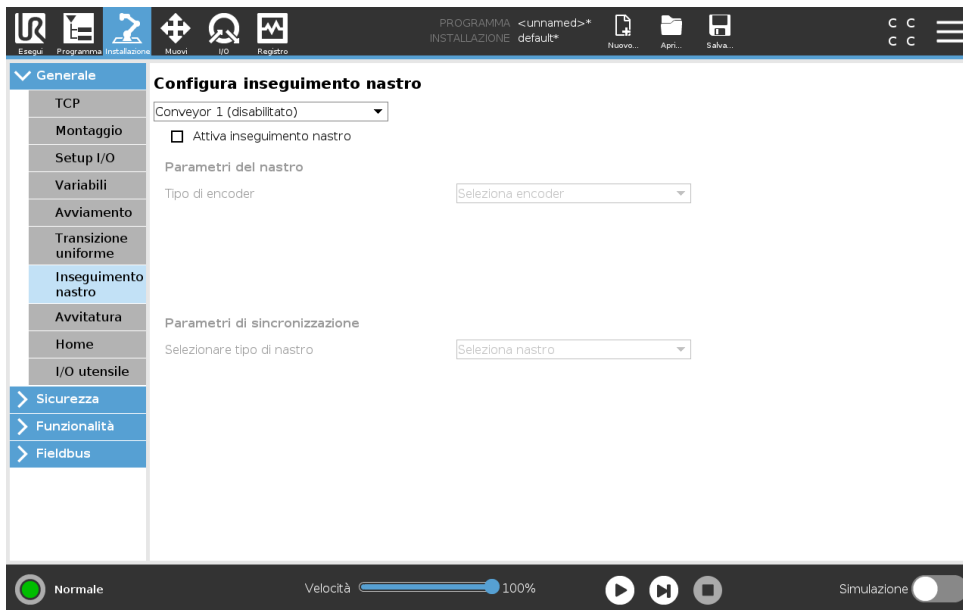 UR
PROGRAMMA <unnamed>*
INSTALLAZIONE default*
C C
C C
Esegui Programma Installazione Muovi I/O Registro Nuovo... Apri... Salva...
Generale
TCP
Montaggio
Setup I/O
Variabili
Avviamento
Transizione
uniforme
Inseguimento
nastro
Avvitatura
Home
I/O utensile
Sicurezza
Funzionalità
Fieldbus
Configura inseguimento nastro
Conveyor 1 (disabilitato)
Attiva inseguimento nastro
Parametri del nastro
Tipo di encoder Seleziona encoder
Parametri di sincronizzazione
Selezionare tipo di nastro Seleziona nastro
Normale Velocità 100% Simulazione